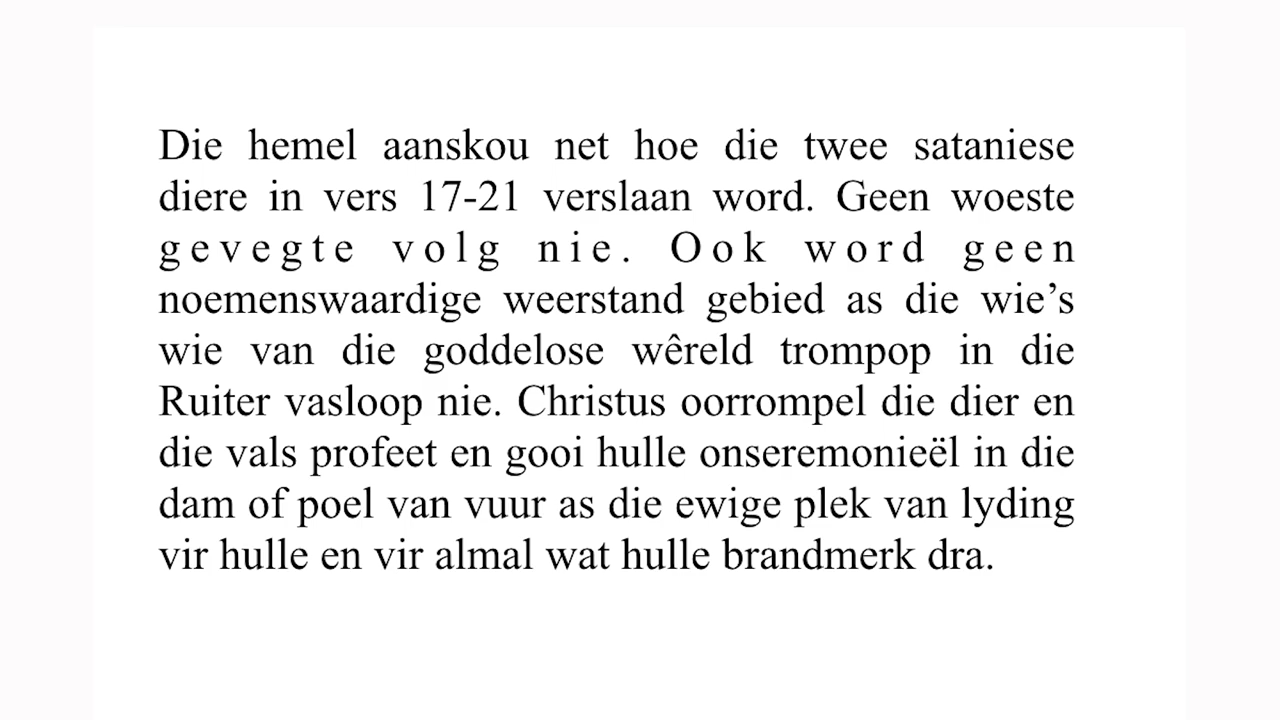 Die hemel aanskou net hoe die twee sataniese
diere in vers 17-21 verslaan word. Geen woeste
gevegte volg nie. Ook word geen
noemenswaardige weerstand gebied as die wie’s
wie van die goddelose wêreld trompop in die
Ruiter vasloop nie. Christus oorrompel die dier en
die vals profeet en gooi hulle onseremonieël in die
dam of poel van vuur as die ewige plek van lyding
vir hulle en vir almal wat hulle brandmerk dra.